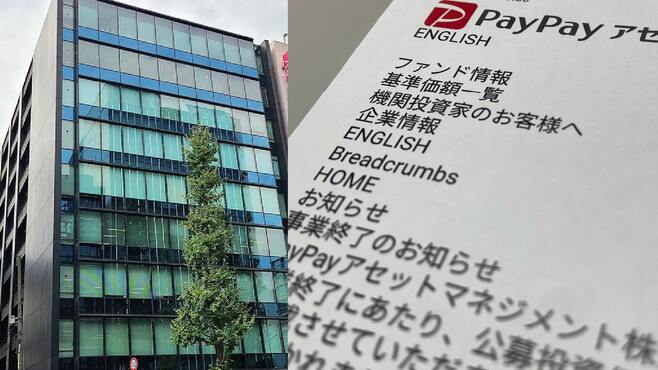 PayPay アセ
ENGLISH
ファンド情報
基準価額一覧
機関投資家のお客様へ
企業情報
ENGLISH
Breadcrumbs
HOME
お知らせ
事業終了のお知らせ
yPayアセットマネジメント株
終了にあたり、公募投資
させていただ